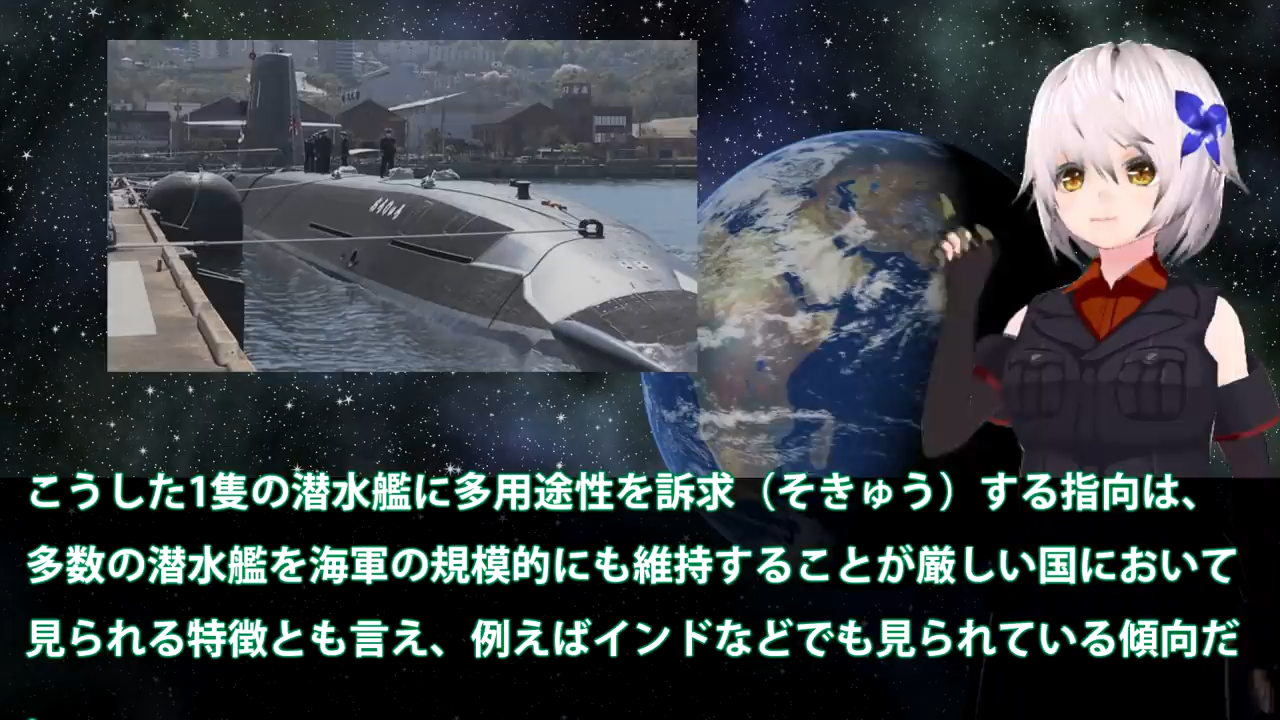 こうした1隻の潜水艦に多用途性を訴求（そきゅう）する指向は、
多数の潜水艦を海軍の規模的にも維持することが厳しい国において
見られる特徴とも言え、例えばインドなどでも見られている傾向だ